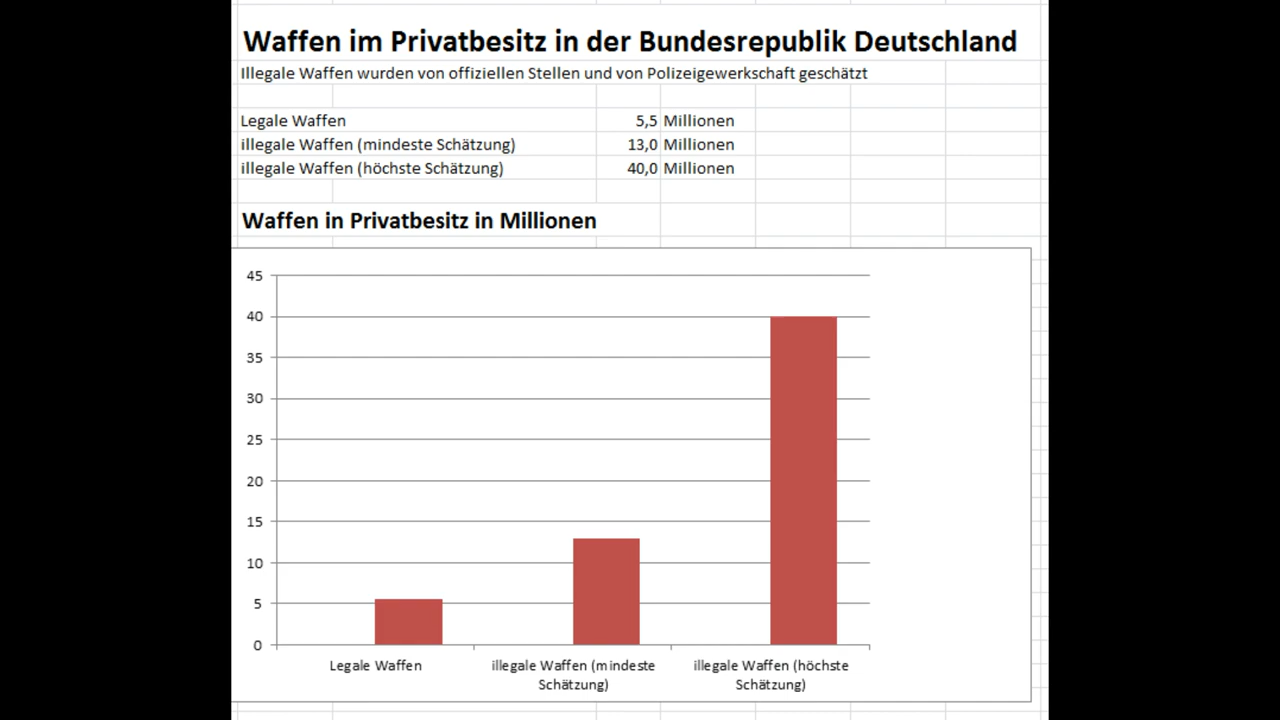 Waffen im Privatbesitz in der Bundesrepublik Deutschland
Illegale Waffen wurden von offiziellen Stellen und von Polizeigewerkschaft geschätzt
Legale Waffen 5,5 Millionen
illegale Waffen (mindeste Schätzung) 13,0 Millionen
illegale Waffen (höchste Schätzung) 40,0 Millionen
Waffen in Privatbesitz in Millionen
45
40
35
30
25
20
15
10
5
0
Legale Waffen illegale Waffen (mindeste illegale Waffen (höchste
Schätzung) Schätzung)